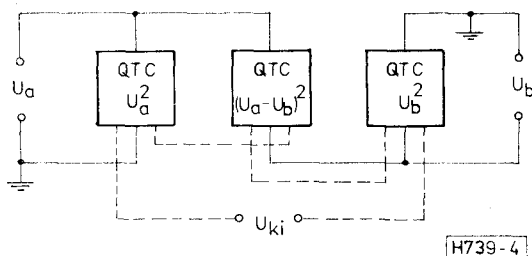 QTC
U_a^2
QTC
(U_a-U_b)^2
QTC
U_b^2
U_a
U_b
U_ki
H739-4